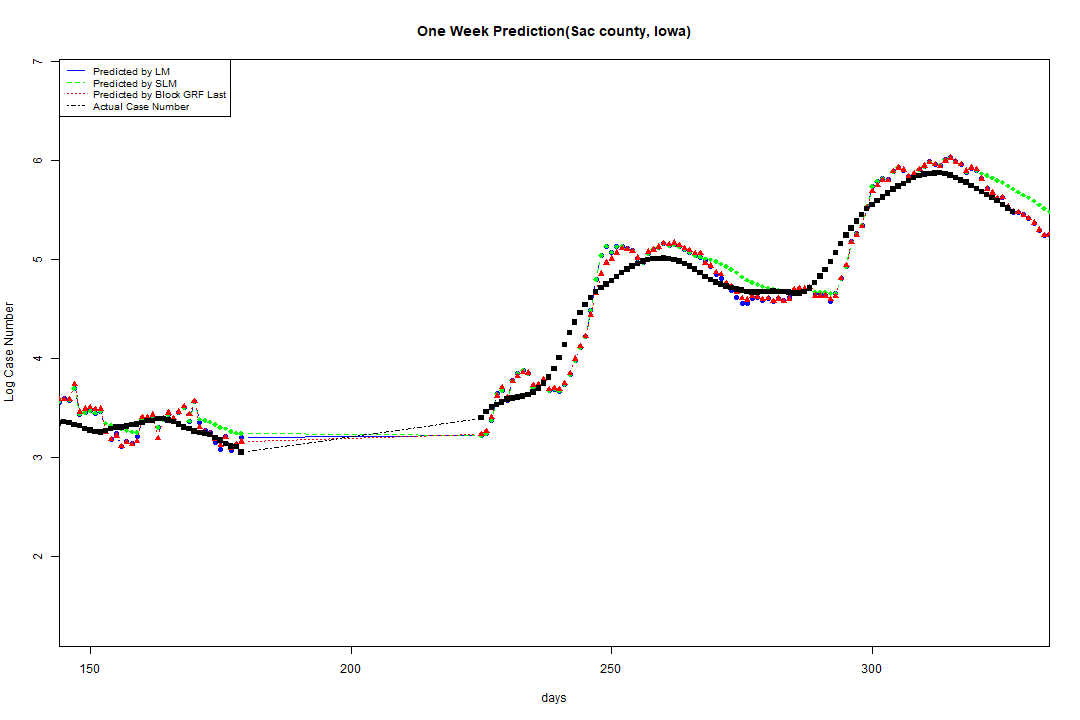 One Week Prediction(Sac county, Iowa)
Predicted by LM
Predicted by SLM
Predicted by Block GRF Last
Actual Case Number
7
6
5
4
3
2
Log Case Number
150
200
250
300
days